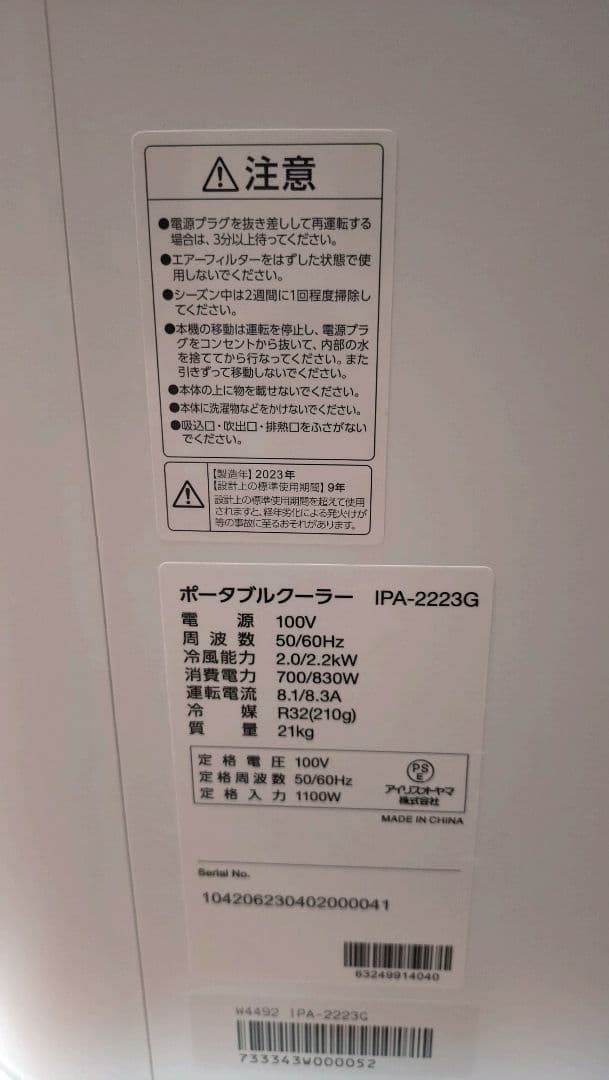 注意
●電源プラグを抜き差しして再運転する
場合は、3分以上待ってください。
●エアーフィルターをはずした状態で使
用しないでください。
●シーズン中は2週間に1回程度掃除し
てください。
●本機の移動は運転を停止し、電源プラ
グをコンセントから抜いて、内部の水
を捨ててから行なってください。また
引きずって移動しないでください。
●本体の上に物を載せないでください。
●本体に洗濯物などをかけないでください。
●吸込口・吹出口・排熱口をふさがない
でください。
【製造年】2023年
【設計上の標準使用期間】9年
設計上の標準使用期間を超えて使用
されますと、経年劣化による発火けが
等の事故に至るおそれがあります。
ポータブルクーラー IPA-2223G
電源 100V
周波数 50/60Hz
冷風能力 2.0/2.2kW
消費電力 700/830W
運転電流 8.1/8.3A
冷媒 R32(210g)
質量 21kg
定格電圧 100V
定格周波数 50/60Hz
定格入力 1100W
PS
E
アイリスオーヤマ
株式会社
MADE IN CHINA
Serial No.
104206230402000041
63249914040
W4492 IPA-2223G
733343W000052